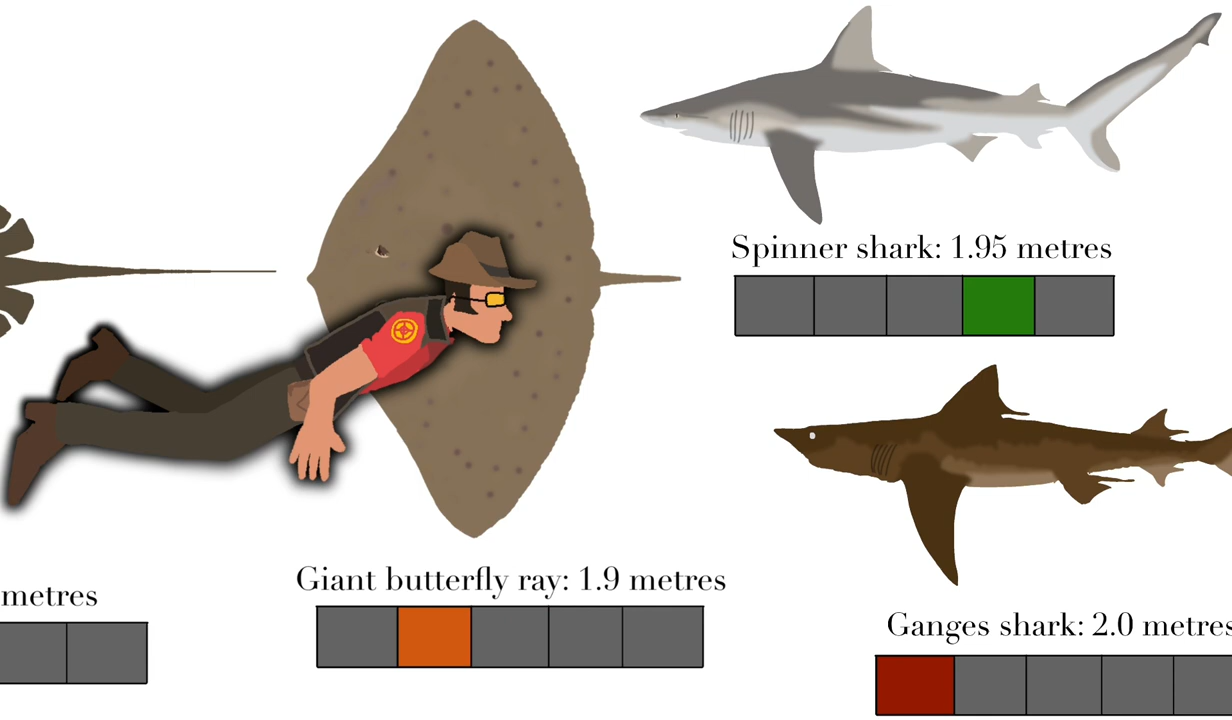 Spinner shark: 1.95 metres
Giant butterfly ray: 1.9 metres
metres
Ganges shark: 2.0 metres